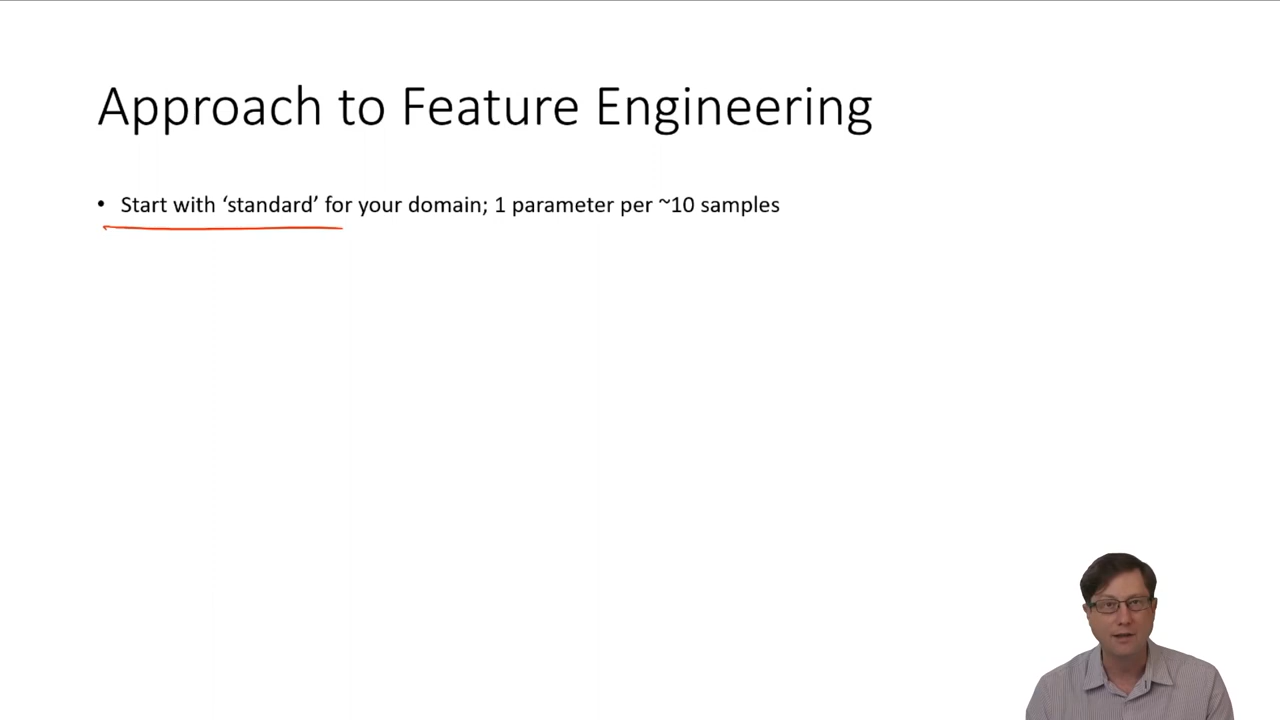 Approach to Feature Engineering
• Start with ‘standard’ for your domain; 1 parameter per ~10 samples